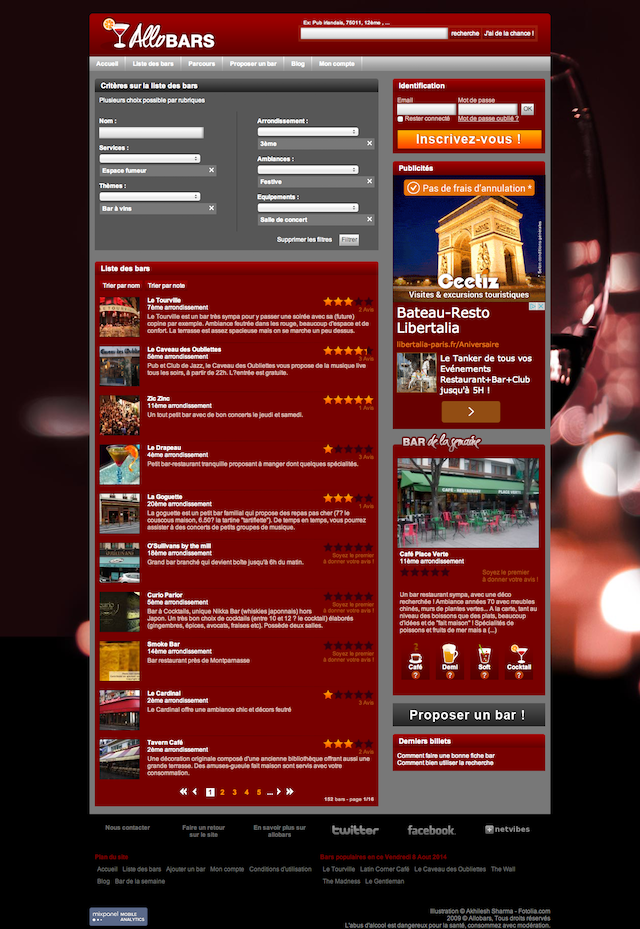 Ex: Pub Irlandais, 75011, 12ème , ...
AlloBARS
recherche
J'ai de la chance !
Accueil
Liste des bars
Parcours
Proposer un bar
Blog
Mon compte
Critères sur la liste des bars
Plusieurs choix possible par rubriques
Nom :
Services :
Espace fumeur ×
Thèmes :
Bar à vins ×
Arrondissement :
3ème ×
Ambiances :
Festive ×
Equipements :
Salle de concert ×
Supprimer les filtres
Filtrer
Liste des bars
Trier par nom
Trier par note
Le Tourville
7ème arrondissement
Le Tourville est un bar très sympa pour y passer une soirée avec sa (future)
copine par exemple. Ambiance feutrée dans les rouge, beaucoup d'espace et de
confort. La terrasse est assez spacieuse mais on se marche un peu dessus.
3 Avis
Le Caveau des Oubliettes
5ème arrondissement
Pub et Club de Jazz, le Caveau des Oubliettes vous propose de la musique live
tous les soirs, à partir de 22h. L?entrée est gratuite.
3 Avis
Zic Zinc
11ème arrondissement
Un tout petit bar avec de bon concerts le jeudi et samedi.
1 Avis
Le Drapeau
4ème arrondissement
Petit bar-restaurant tranquille proposant à manger dont quelques spécialités.
3 Avis
La Goguette
20ème arrondissement
La goguette est un petit bar familial qui propose des repas pas cher (7? le
couscous maison, 6.50? la tartine "tartiflette"). De temps en temps, vous pourrez
assister à des concerts de petits groupes de musique.
1 Avis
O'Sullivans by the mill
18ème arrondissement
Grand bar branché qui devient boîte jusqu'à 6h du matin.
Soyez le premier
à donner votre avis !
Curio Parlor
5ème arrondissement
Bar à Cocktails, unique Nikka Bar (whiskies japonnais) hors
Japon. Un très bon choix de cocktails (entre 10 et 12 ? le cocktail) élaborés
(gingembres, épices, avocats, fraises etc). Possède deux salles.
Soyez le premier
à donner votre avis !
Smoke Bar
14ème arrondissement
Bar restaurant près de Montparnasse
Soyez le premier
à donner votre avis !
Le Cardinal
2ème arrondissement
Le Cardinal offre une ambiance chic et décors feutré
3 Avis
Tavern Café
2ème arrondissement
Une décoration originale composé d'une ancienne bibliothèque offrant aussi une
grande terrasse. Des amuses-gueule fait maison sont servis avec votre
consommation.
2 Avis
1 2 3 4 5 ...
152 bars - page 1/16
Identification
Email
Mot de passe
OK
Rester connecté
Mot de passe oublié ?
Inscrivez-vous !
Publicités
Pas de frais d'annulation *
* Selon conditions générales
Ceetiz
Visites & excursions touristiques
Bateau-Resto
Libertalia
libertalia-paris.fr/Aniversaire
Le Tanker de tous vos
Evénements
Restaurant+Bar+Club
jusqu'à 5H !
BAR de la semaine
Café Place Verte
11ème arrondissement
Soyez le premier
à donner votre avis !
Un bar restaurant sympa, avec une déco
recherchée ! Ambiance années 70 avec meubles
chinés, murs de plantes vertes... A la carte, tant au
niveau des boissons que des plats, beaucoup
d'idées et de "fait maison" ! Spécialités de
poissons et fruits de mer mais a (...)
Café
?
Demi
?
Soft
?
Cocktail
?
Proposer un bar !
Derniers billets
Comment faire une bonne fiche bar
Comment bien utiliser la recherche
Nous contacter
Faire un retour
sur le site
En savoir plus sur
allobars
twitter
facebook
netvibes
Plan du site
Accueil Liste des bars Ajouter un bar Mon compte Conditions d'utilisation
Blog Bar de la semaine
Bars populaires en ce Vendredi 8 Aout 2014
Le Tourville Latin Corner Café Le Caveau des Oubliettes The Wall
The Madness Le Gentleman
mixpanel MOBILE
ANALYTICS
Illustration © Akhilesh Sharma - Fotolia.com
2009 © Allobars, Tous droits réservés
L'abus d'alcool est dangereux pour la santé, consommez avec modération.